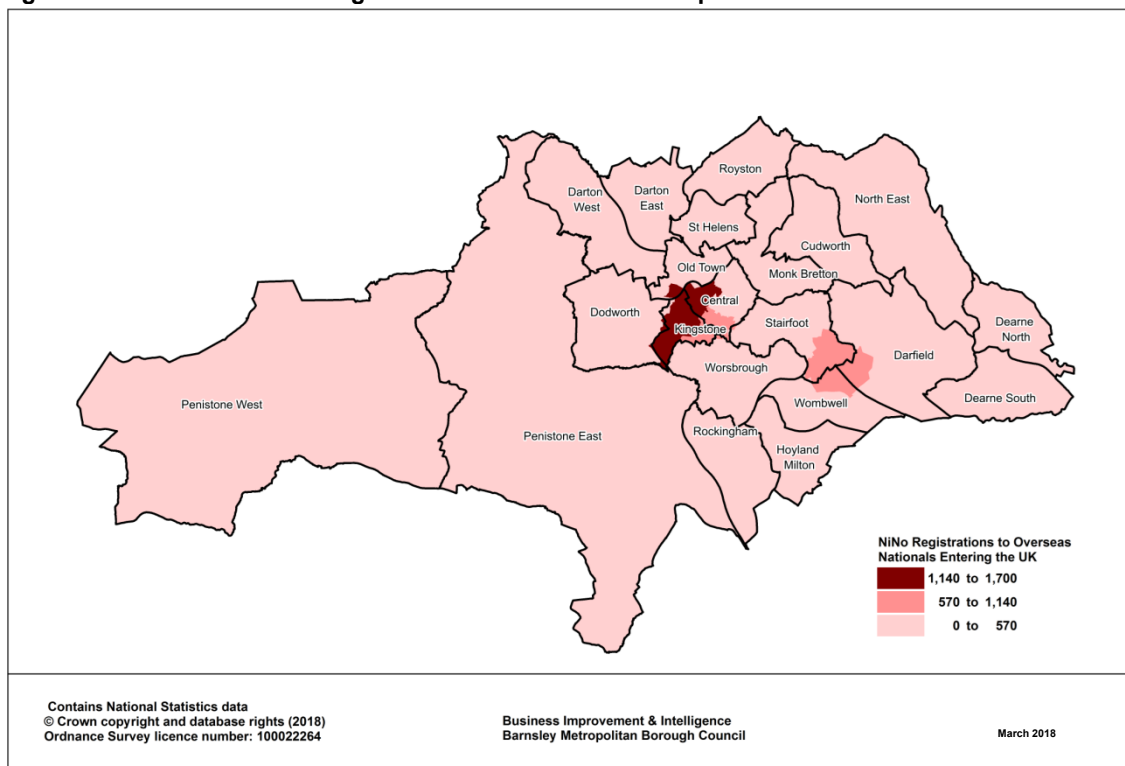 Royston
Darton
West
Darton
East
North East
St Helens
Cudworth
Old Town
Monk Bretton
Central
Dodworth
Kingstone
Stairfoot
Dearne
North
Darfield
Worsbrough
Penistone West
Wombwell
Dearne South
Penistone East
Rockingham
Hoyland
Milton
NiNo Registrations to Overseas
Nationals Entering the UK
1,140 to 1,700
570 to 1,140
0 to 570
Contains National Statistics data
© Crown copyright and database rights (2018)
Ordnance Survey licence number: 100022264
Business Improvement & Intelligence
Barnsley Metropolitan Borough Council
March 2018